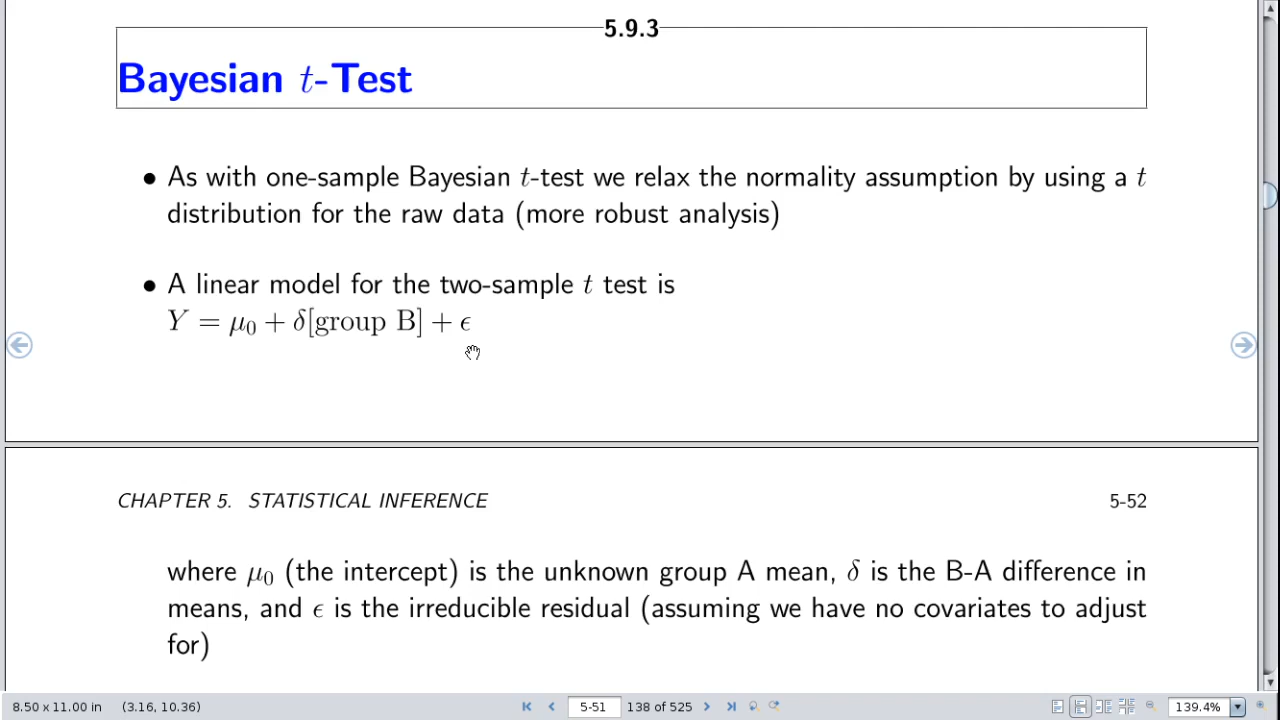 5.9.3
Bayesian t-Test
• As with one-sample Bayesian t-test we relax the normality assumption by using a t
distribution for the raw data (more robust analysis)
• A linear model for the two-sample t test is
Y = μ₀ + δ[group B] + ϵ
CHAPTER 5. STATISTICAL INFERENCE 5-52
where μ₀ (the intercept) is the unknown group A mean, δ is the B-A difference in
means, and ϵ is the irreducible residual (assuming we have no covariates to adjust
for)
8.50 x 11.00 in (3.16, 10.36) 5-51 138 of 525 139.4%